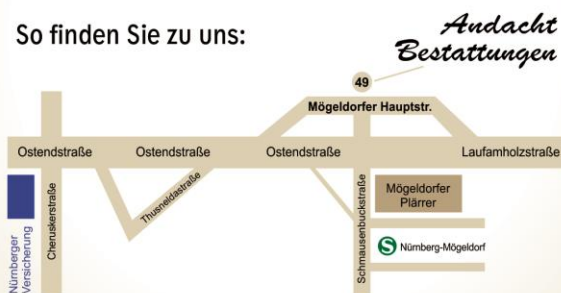 So finden Sie zu uns:
Andacht
Bestattungen
49
Mögeldorfer Hauptstr.
Ostendstraße
Ostendstraße
Ostendstraße
Laufamholzstraße
Nürnberger
Versicherung
Cheruskerstraße
Thusneldastraße
Schmausenbuckstraße
Mögeldorfer
Plärrer
S Nürnberg-Mögeldorf